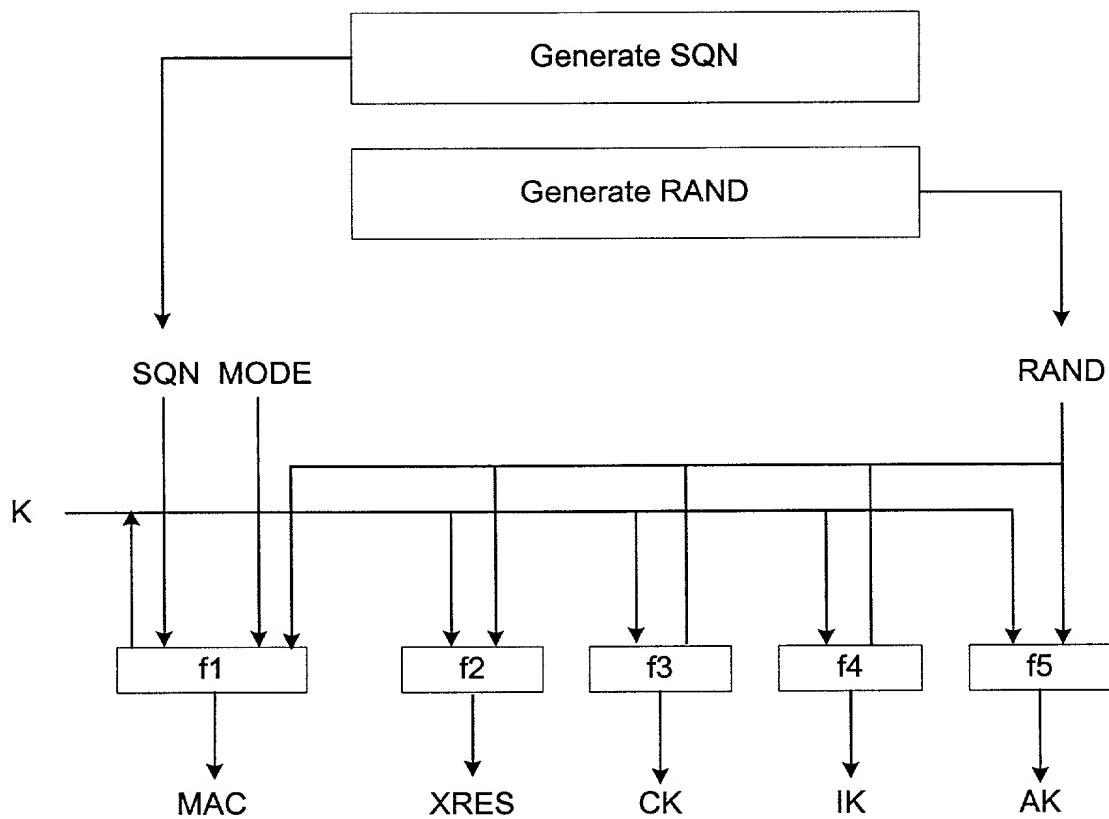 Generate SQN
Generate RAND
SQN MODE RAND
K
f1 f2 f3 f4 f5
MAC XRES CK IK AK